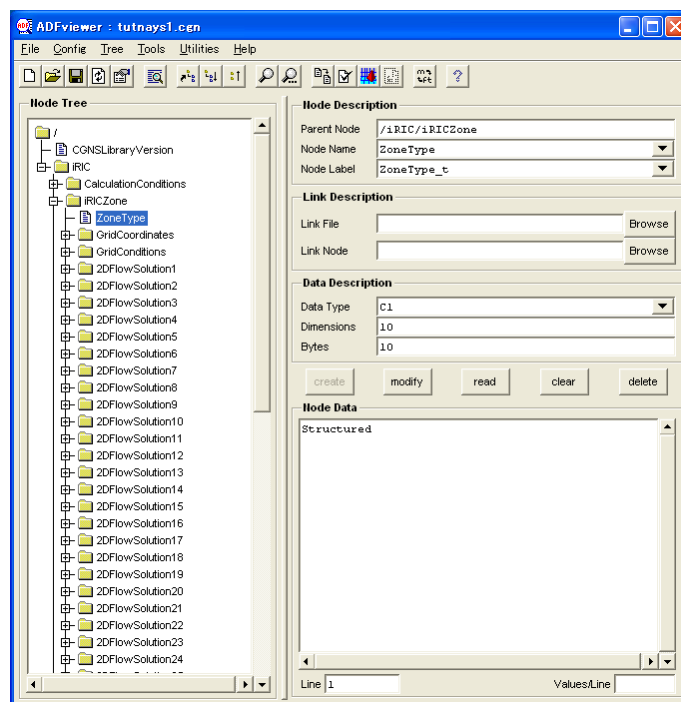 ADFviewer : tutnays1.cgn
File Config Tree Tools Utilities Help
Node Tree
/
CGNSLibraryVersion
iRIC
CalculationConditions
iRICZone
ZoneType
GridCoordinates
GridConditions
2DFlowSolution1
2DFlowSolution2
2DFlowSolution3
2DFlowSolution4
2DFlowSolution5
2DFlowSolution6
2DFlowSolution7
2DFlowSolution8
2DFlowSolution9
2DFlowSolution10
2DFlowSolution11
2DFlowSolution12
2DFlowSolution13
2DFlowSolution14
2DFlowSolution15
2DFlowSolution16
2DFlowSolution17
2DFlowSolution18
2DFlowSolution19
2DFlowSolution20
2DFlowSolution21
2DFlowSolution22
2DFlowSolution23
2DFlowSolution24
Node Description
Parent Node /iRIC/iRICZone
Node Name ZoneType
Node Label ZoneType_t
Link Description
Link File Browse
Link Node Browse
Data Description
Data Type C1
Dimensions 10
Bytes 10
create modify read clear delete
Node Data
Structured
Line 1 Values/Line